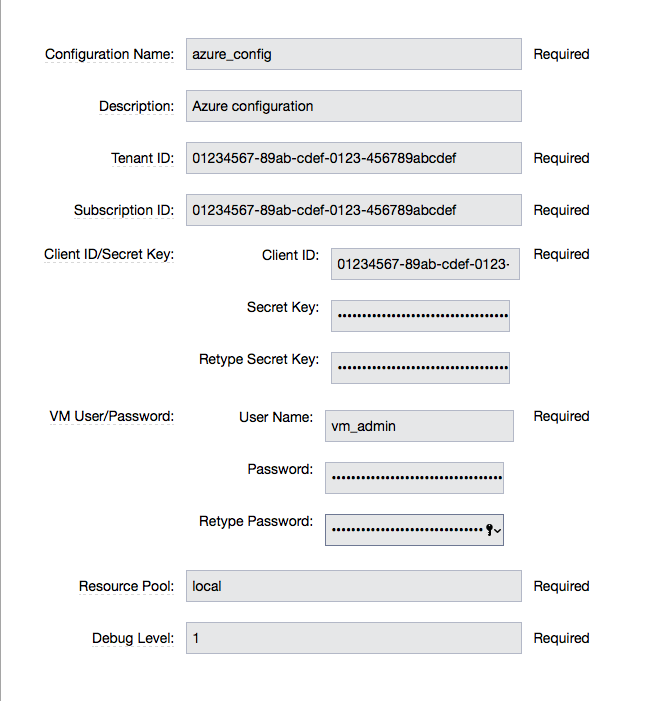 Configuration Name: azure_config Required
Description: Azure configuration
Tenant ID: 01234567-89ab-cdef-0123-456789abcdef Required
Subscription ID: 01234567-89ab-cdef-0123-456789abcdef Required
Client ID/Secret Key: Client ID: 01234567-89ab-cdef-0123- Required
Secret Key: ••••••••••••••••••••••••••••••••••••
Retype Secret Key: ••••••••••••••••••••••••••••••••••••
VM User/Password: User Name: vm_admin Required
Password: ••••••••••••••••••••••••••••••••••••
Retype Password: •••••••••••••••••••••••••••••••
Resource Pool: local Required
Debug Level: 1 Required